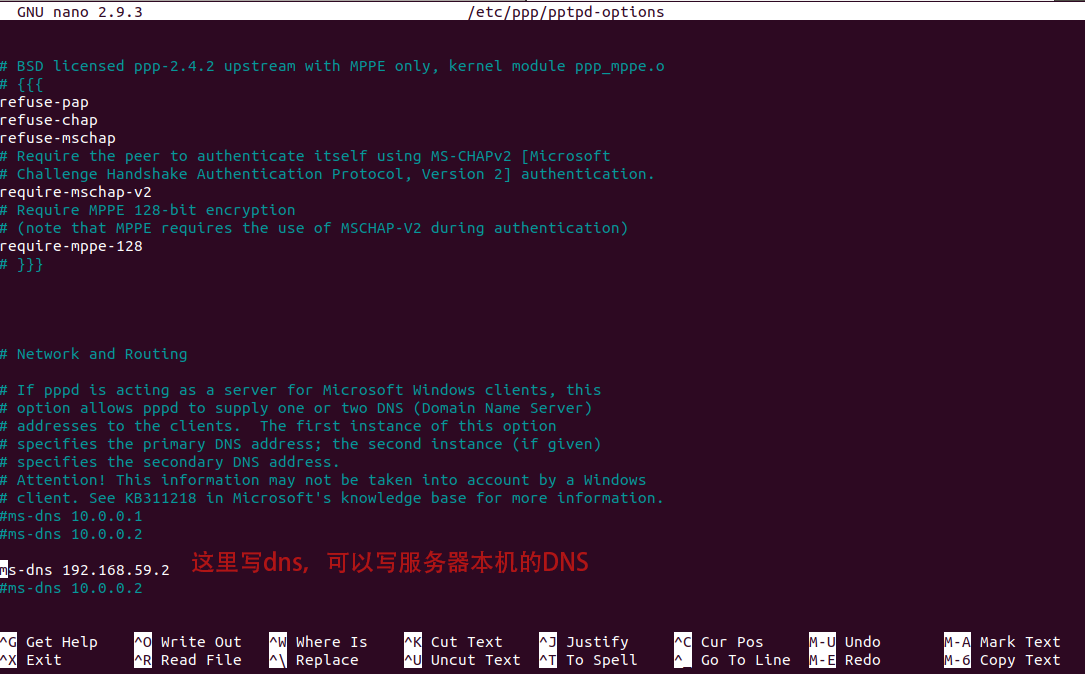 GNU nano 2.9.3 /etc/ppp/pptpd-options
# BSD licensed ppp-2.4.2 upstream with MPPE only, kernel module ppp_mppe.o
# {{{
refuse-pap
refuse-chap
refuse-mschap
# Require the peer to authenticate itself using MS-CHAPv2 [Microsoft
# Challenge Handshake Authentication Protocol, Version 2] authentication.
require-mschap-v2
# Require MPPE 128-bit encryption
# (note that MPPE requires the use of MSCHAP-V2 during authentication)
require-mppe-128
# }}}
# Network and Routing
# If pppd is acting as a server for Microsoft Windows clients, this
# option allows pppd to supply one or two DNS (Domain Name Server)
# addresses to the clients.  The first instance of this option
# specifies the primary DNS address; the second instance (if given)
# specifies the secondary DNS address.
# Attention! This information may not be taken into account by a Windows
# client. See KB311218 in Microsoft's knowledge base for more information.
#ms-dns 10.0.0.1
#ms-dns 10.0.0.2
ms-dns 192.168.59.2 这里写dns, 可以写服务器本机的DNS
#ms-dns 10.0.0.2
^G Get Help ^O Write Out ^W Where Is ^K Cut Text ^J Justify ^C Cur Pos M-U Undo M-A Mark Text
^X Exit ^R Read File ^\ Replace ^U Uncut Text ^T To Spell ^_ Go To Line M-E Redo M-6 Copy Text